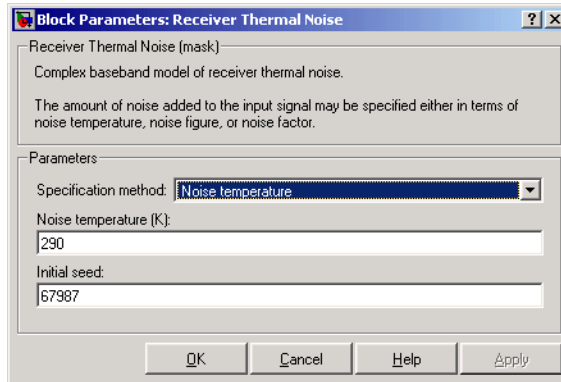 Block Parameters: Receiver Thermal Noise
Receiver Thermal Noise (mask)
Complex baseband model of receiver thermal noise.
The amount of noise added to the input signal may be specified either in terms of
noise temperature, noise figure, or noise factor.
Parameters
Specification method: Noise temperature
Noise temperature (K):
290
Initial seed:
67987
OK Cancel Help Apply